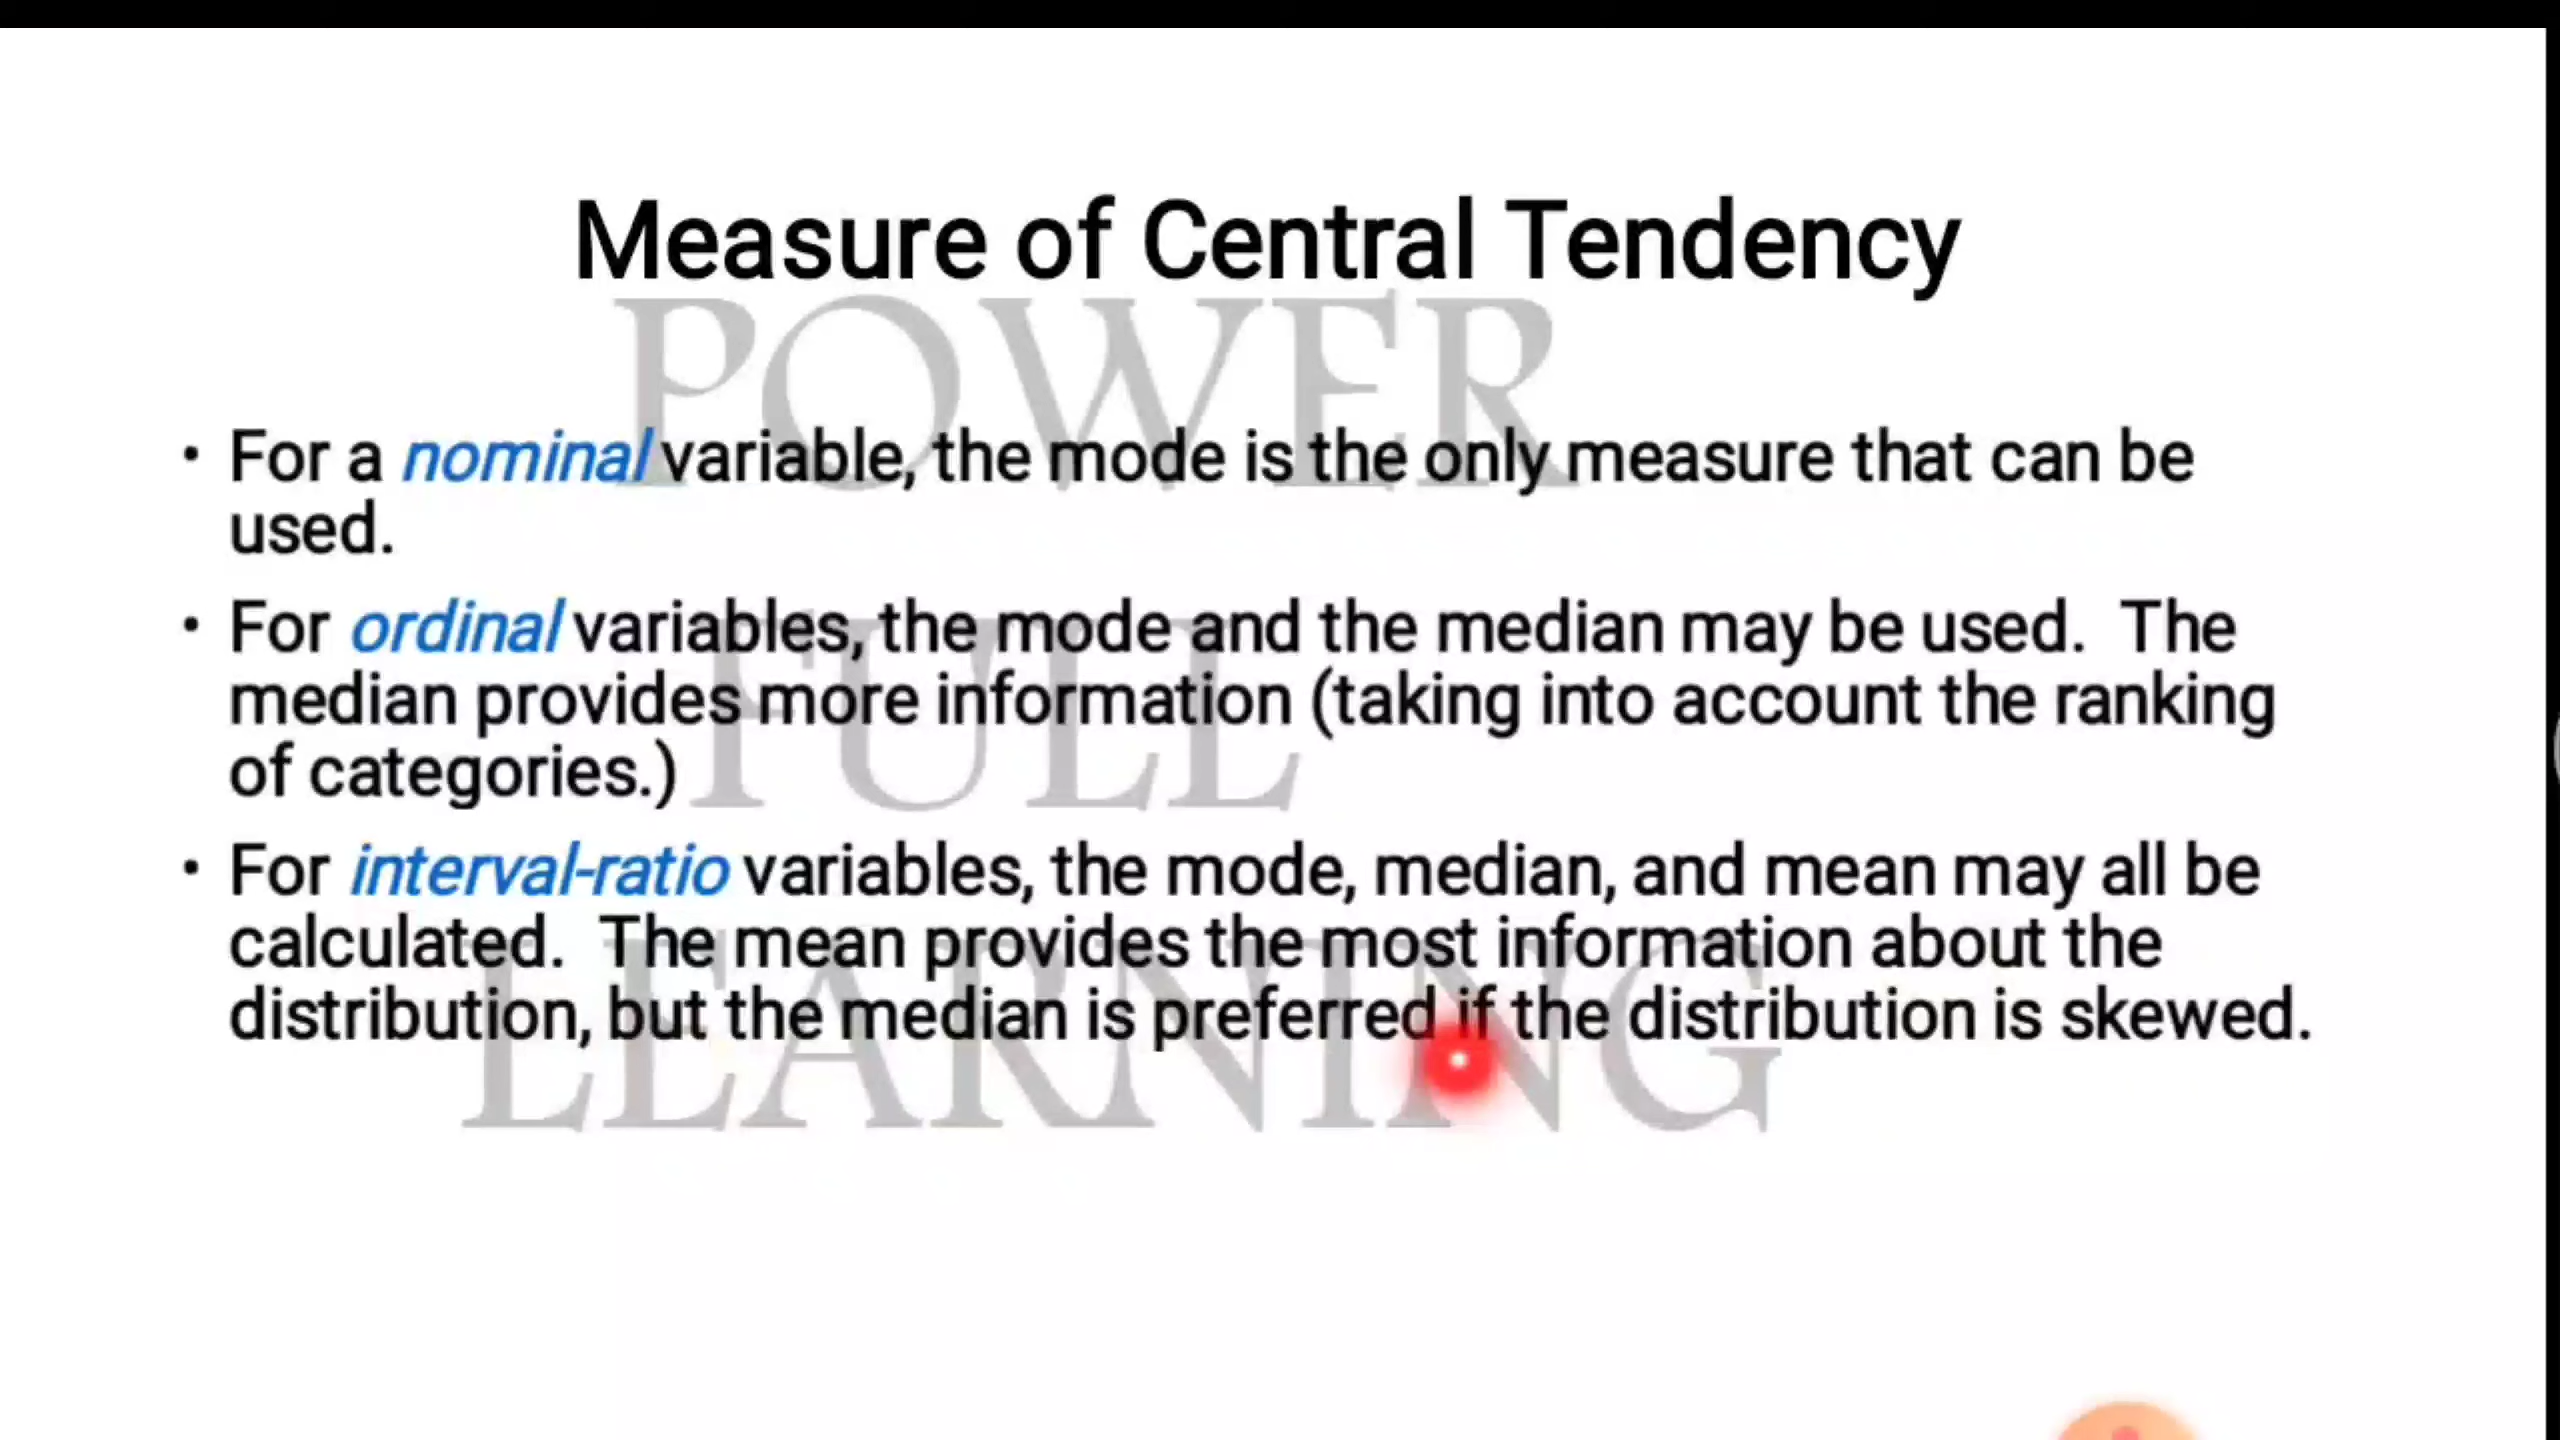 Measure of Central Tendency
POWER
• For a nominal variable, the mode is the only measure that can be
used.
• For ordinal variables, the mode and the median may be used. The
FULL
median provides more information (taking into account the ranking
of categories.)
• For interval-ratio variables, the mode, median, and mean may all be
calculated. The mean provides the most information about the
distribution, but the median is preferred if the distribution is skewed.
LEARNING